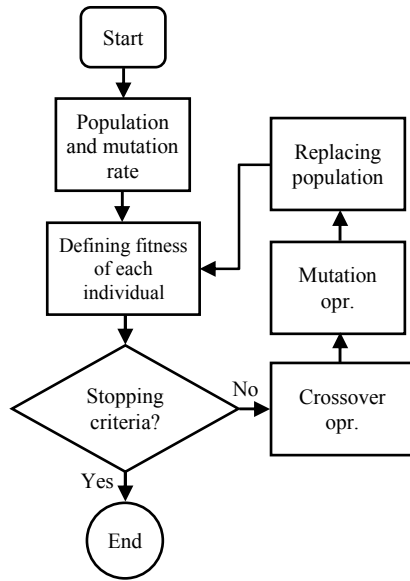 Start
Population
and mutation
rate
Defining fitness
of each
individual
Stopping
criteria?
Yes
End
No
Crossover
opr.
Mutation
opr.
Replacing
population